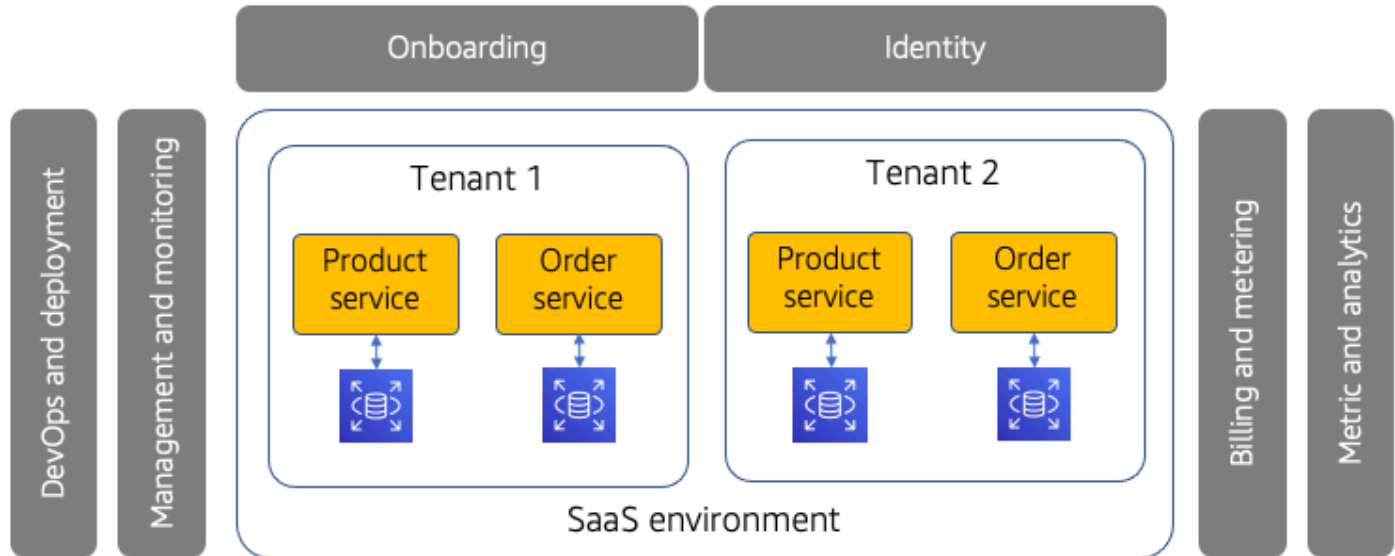 Onboarding
Identity
DevOps and deployment
Management and monitoring
Tenant 1
Product
service
Order
service
Tenant 2
Product
service
Order
service
SaaS environment
Billing and metering
Metric and analytics